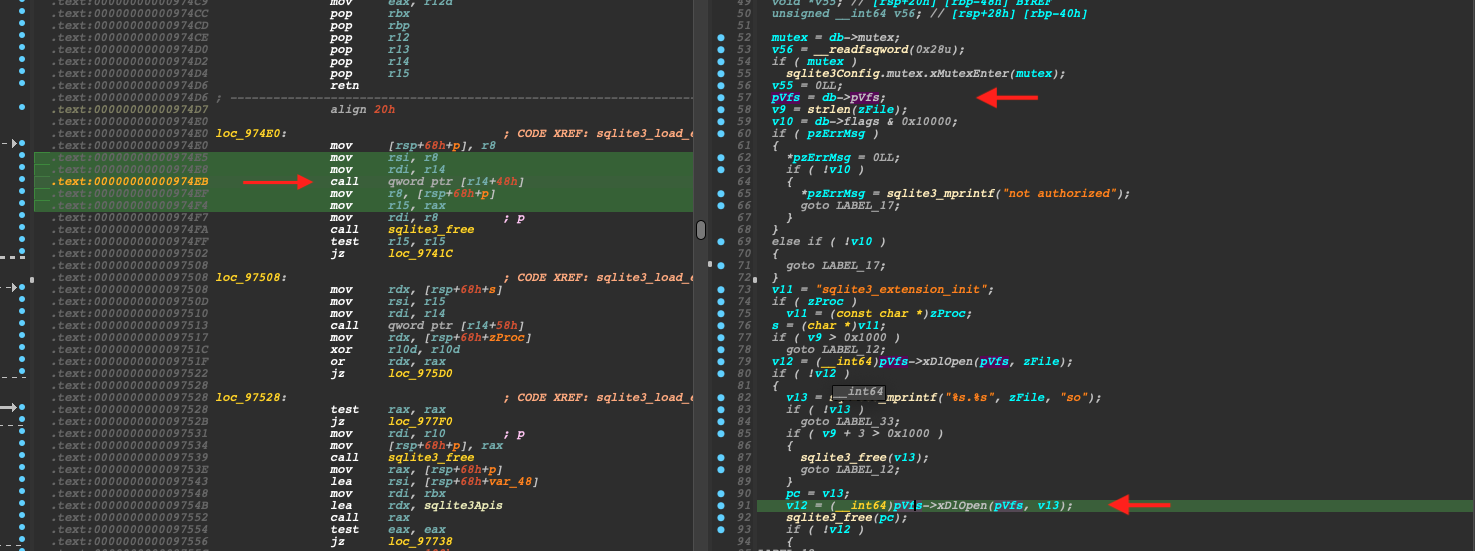 .text:00000000000974C9 mov eax, r12d
.text:00000000000974CC pop rbx
.text:00000000000974CD pop rbp
.text:00000000000974CE pop r12
.text:00000000000974D0 pop r13
.text:00000000000974D2 pop r14
.text:00000000000974D4 pop r15
.text:00000000000974D6 retn
.text:00000000000974D6 ; ---------------------------------------------------------------
.text:00000000000974D7 align 20h
.text:00000000000974E0
.text:00000000000974E0 loc_974E0: ; CODE XREF: sqlite3_load_e
.text:00000000000974E0 mov [rsp+68h+p], r8
.text:00000000000974E5 mov rsi, r8
.text:00000000000974E8 mov rdi, r14
.text:00000000000974EB call qword ptr [r14+48h]
.text:00000000000974EF mov r8, [rsp+68h+p]
.text:00000000000974F4 mov r15, rax
.text:00000000000974F7 mov rdi, r8 ; p
.text:00000000000974FA call sqlite3_free
.text:00000000000974FF test r15, r15
.text:0000000000097502 jz loc_9741C
.text:0000000000097508
.text:0000000000097508 loc_97508: ; CODE XREF: sqlite3_load_e
.text:0000000000097508 mov rdx, [rsp+68h+s]
.text:000000000009750D mov rsi, r15
.text:0000000000097510 mov rdi, r14
.text:0000000000097513 call qword ptr [r14+58h]
.text:0000000000097517 mov rdx, [rsp+68h+zProc]
.text:000000000009751C xor r10d, r10d
.text:000000000009751F or rdx, rax
.text:0000000000097522 jz loc_975D0
.text:0000000000097528
.text:0000000000097528 loc_97528: ; CODE XREF: sqlite3_load_e
.text:0000000000097528 test rax, rax
.text:000000000009752B jz loc_977F0
.text:0000000000097531 mov rdi, r10 ; p
.text:0000000000097534 mov [rsp+68h+p], rax
.text:0000000000097539 call sqlite3_free
.text:000000000009753E mov rax, [rsp+68h+p]
.text:0000000000097543 lea rsi, [rsp+68h+var_48]
.text:0000000000097548 mov rdi, rbx
.text:000000000009754B lea rdx, sqlite3Apis
.text:0000000000097552 call rax
.text:0000000000097554 test eax, eax
.text:0000000000097556 jz loc_97738
49 void *v55; // [rsp+20h] [rbp-48h] BYREF
50 unsigned __int64 v56; // [rsp+28h] [rbp-40h]
51
52 mutex = db->mutex;
53 v56 = __readfsqword(0x28u);
54 if ( mutex )
55 sqlite3Config.mutex.xMutexEnter(mutex);
56 v55 = 0LL;
57 pVfs = db->pVfs;
58 v9 = strlen(zFile);
59 v10 = db->flags & 0x10000;
60 if ( pzErrMsg )
61 {
62 *pzErrMsg = 0LL;
63 if ( !v10 )
64 {
65 *pzErrMsg = sqlite3_mprintf("not authorized");
66 goto LABEL_17;
67 }
68 }
69 else if ( !v10 )
70 {
71 goto LABEL_17;
72 }
73 v11 = "sqlite3_extension_init";
74 if ( zProc )
75 v11 = (const char *)zProc;
76 s = (char *)v11;
77 if ( v9 > 0x1000 )
78 goto LABEL_12;
79 v12 = (__int64)pVfs->xDlOpen(pVfs, zFile);
80 if ( !v12 )
81 {
__int64
82 v13 = mprintf("%s.%s", zFile, "so");
83 if ( !v13 )
84 goto LABEL_33;
85 if ( v9 + 3 > 0x1000 )
86 {
87 sqlite3_free(v13);
88 goto LABEL_12;
89 }
90 pc = v13;
91 v12 = (__int64)pVfs->xDlOpen(pVfs, v13);
92 sqlite3_free(pc);
93 if ( !v12 )
94 {